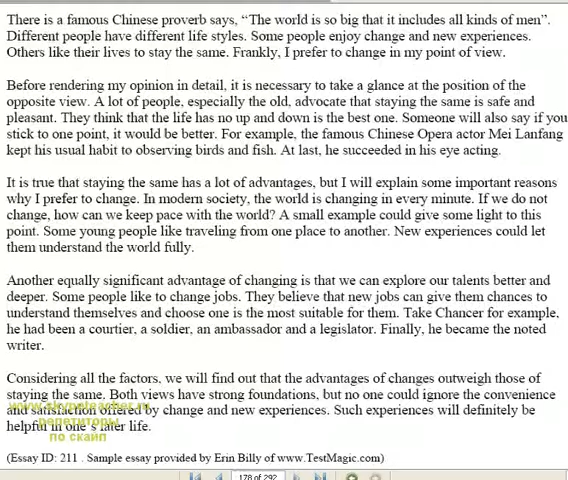 There is a famous Chinese proverb says, “The world is so big that it includes all kinds of men”.
Different people have different life styles. Some people enjoy change and new experiences.
Others like their lives to stay the same. Frankly, I prefer to change in my point of view.
Before rendering my opinion in detail, it is necessary to take a glance at the position of the
opposite view. A lot of people, especially the old, advocate that staying the same is safe and
pleasant. They think that the life has no up and down is the best one. Someone will also say if you
stick to one point, it would be better. For example, the famous Chinese Opera actor Mei Lanfang
kept his usual habit to observing birds and fish. At last, he succeeded in his eye acting.
It is true that staying the same has a lot of advantages, but I will explain some important reasons
why I prefer to change. In modern society, the world is changing in every minute. If we do not
change, how can we keep pace with the world? A small example could give some light to this
point. Some young people like traveling from one place to another. New experiences could let
them understand the world fully.
Another equally significant advantage of changing is that we can explore our talents better and
deeper. Some people like to change jobs. They believe that new jobs can give them chances to
understand themselves and choose one is the most suitable for them. Take Chancer for example,
he had been a courtier, a soldier, an ambassador and a legislator. Finally, he became the noted
writer.
Considering all the factors, we will find out that the advantages of changes outweigh those of
staying the same. Both views have strong foundations, but no one could ignore the convenience
and satisfaction offered by change and new experiences. Such experiences will definitely be
www.skypeteacher.ru
helpful in one's later life.
репетиторы
по скайп
(Essay ID: 211 . Sample essay provided by Erin Billy of www.TestMagic.com)
178 of 292